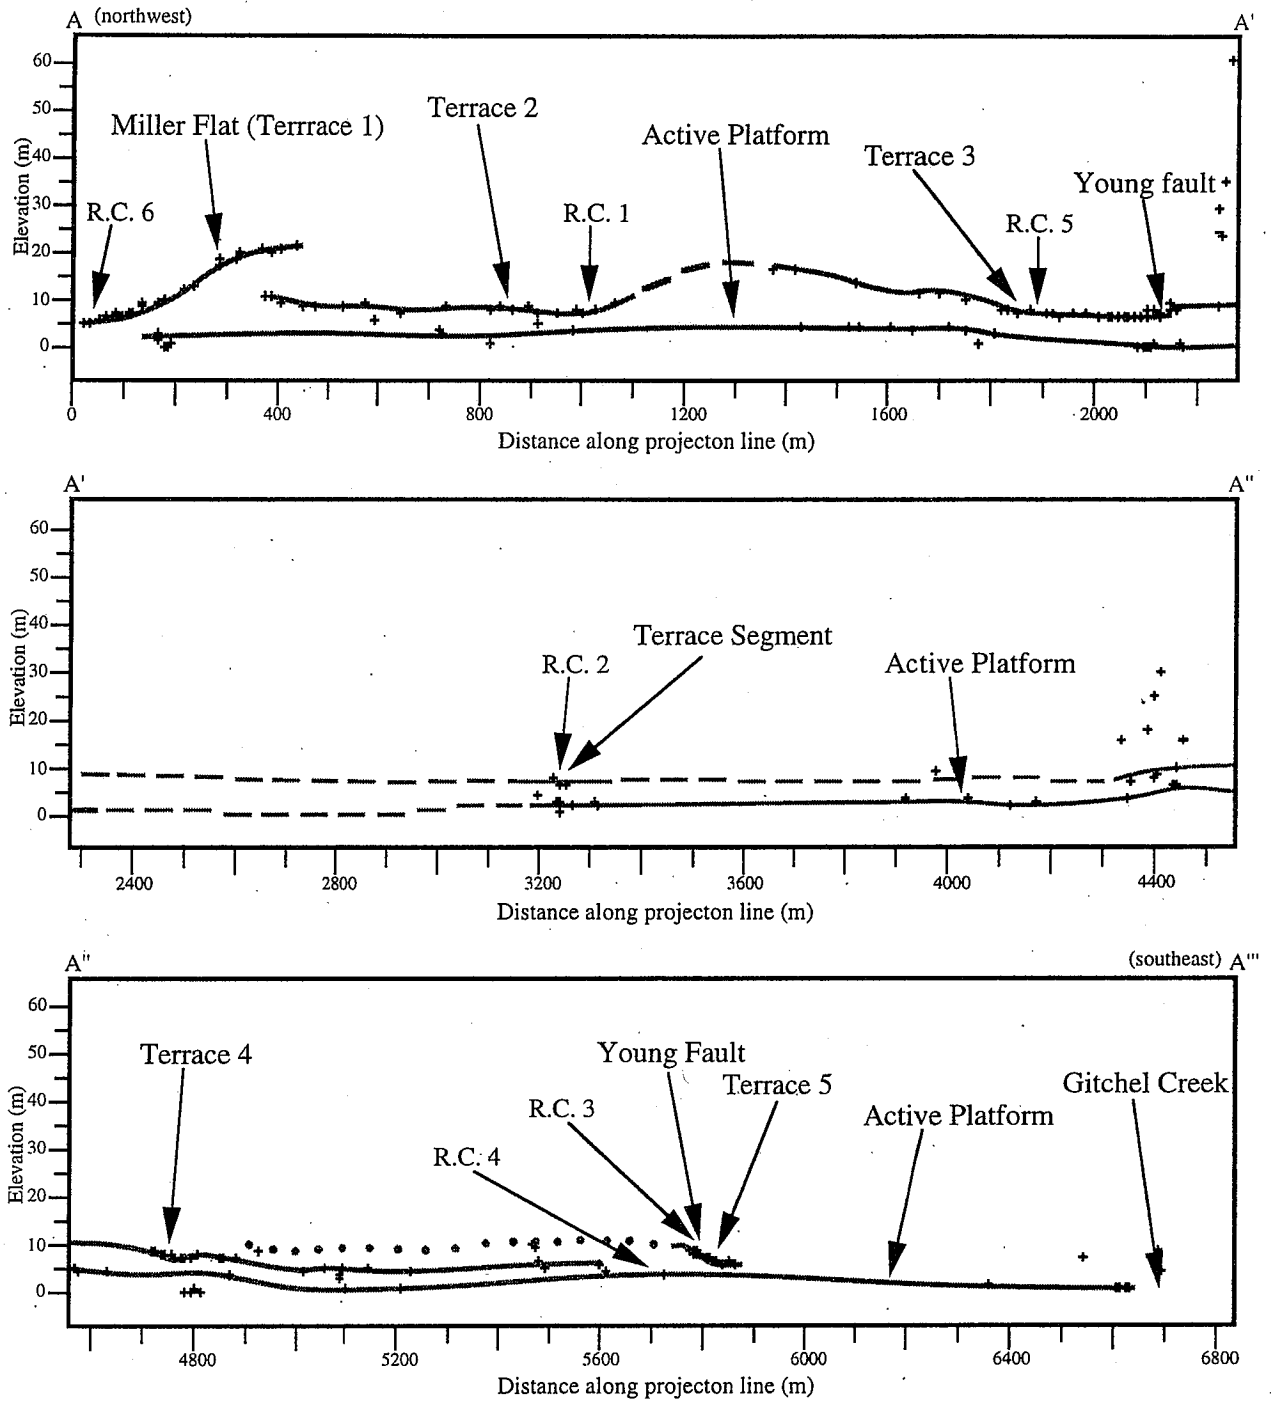 A (northwest) A'
60
50
40
30
20
10
0
Elevation (m)
Miller Flat (Terrrace 1)
Terrace 2
Active Platform
Terrace 3
Young fault
R.C. 6
R.C. 1
R.C. 5
0 400 800 1200 1600 2000
Distance along projecton line (m)
A' A"
60
50
40
30
20
10
0
Elevation (m)
Terrace Segment
R.C. 2
Active Platform
2400 2800 3200 3600 4000 4400
Distance along projecton line (m)
A" (southeast) A'"
60
50
40
30
20
10
0
Elevation (m)
Terrace 4
Young Fault
Terrace 5
Gitchel Creek
R.C. 3
Active Platform
R.C. 4
4800 5200 5600 6000 6400 6800
Distance along projecton line (m)